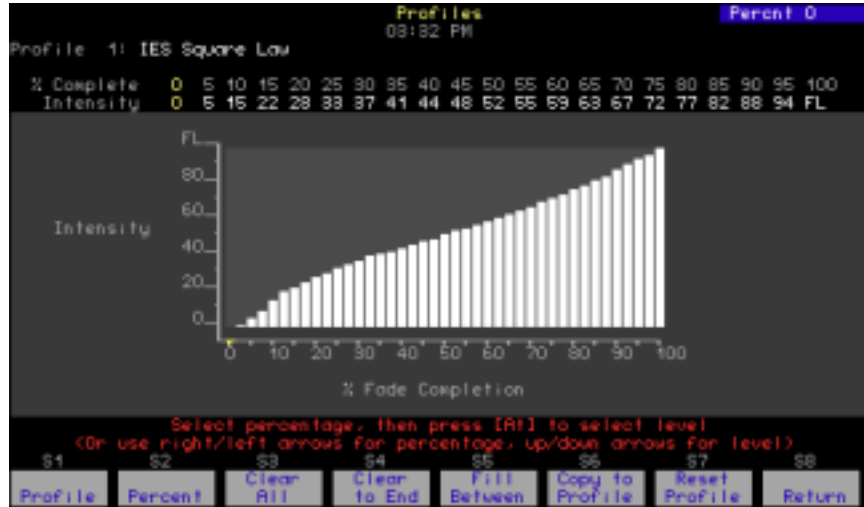 Profiles
Percnt 0
03:32 PM
Profile 1: IES Square Law
% Complete 0 5 10 15 20 25 30 35 40 45 50 55 60 65 70 75 80 85 90 95 100
Intensity 0 5 15 22 28 33 37 41 44 48 52 55 59 63 67 72 77 82 88 94 FL
FL
80
60
Intensity
40
20
0
0 10 20 30 40 50 60 70 80 90 100
% Fade Completion
Select percentage, then press [At] to select level
(Or use right/left arrows for percentage, up/down arrows for level)
S1 S2 S3 S4 S5 S6 S7 S8
Profile Percent Clear All Clear to End Fill Between Copy to Profile Reset Profile Return